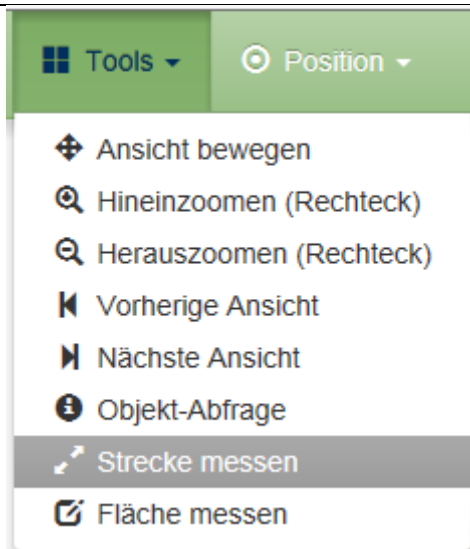 Tools Position
Ansicht bewegen
Hineinzoomen (Rechteck)
Herauszoomen (Rechteck)
Vorherige Ansicht
Nächste Ansicht
Objekt-Abfrage
Strecke messen
Fläche messen